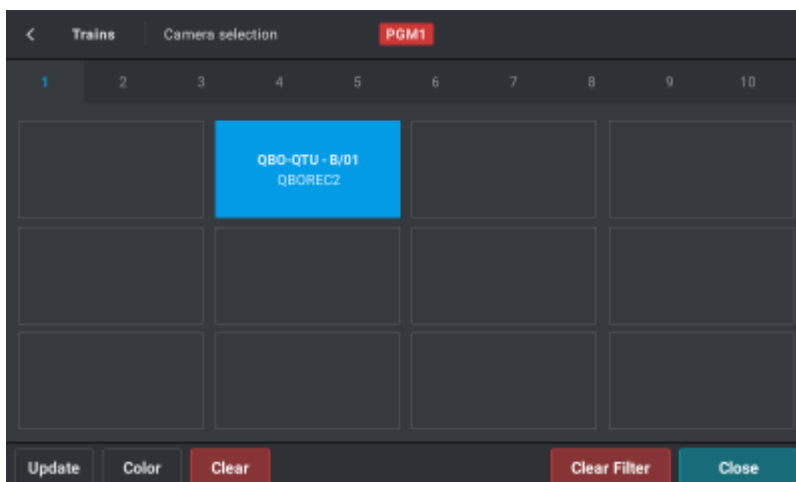 Trains Camera selection PGM1
1 2 3 4 5 6 7 8 9 10
QBO-QTU - B/01
QBOREC2
Update Color Clear Clear Filter Close